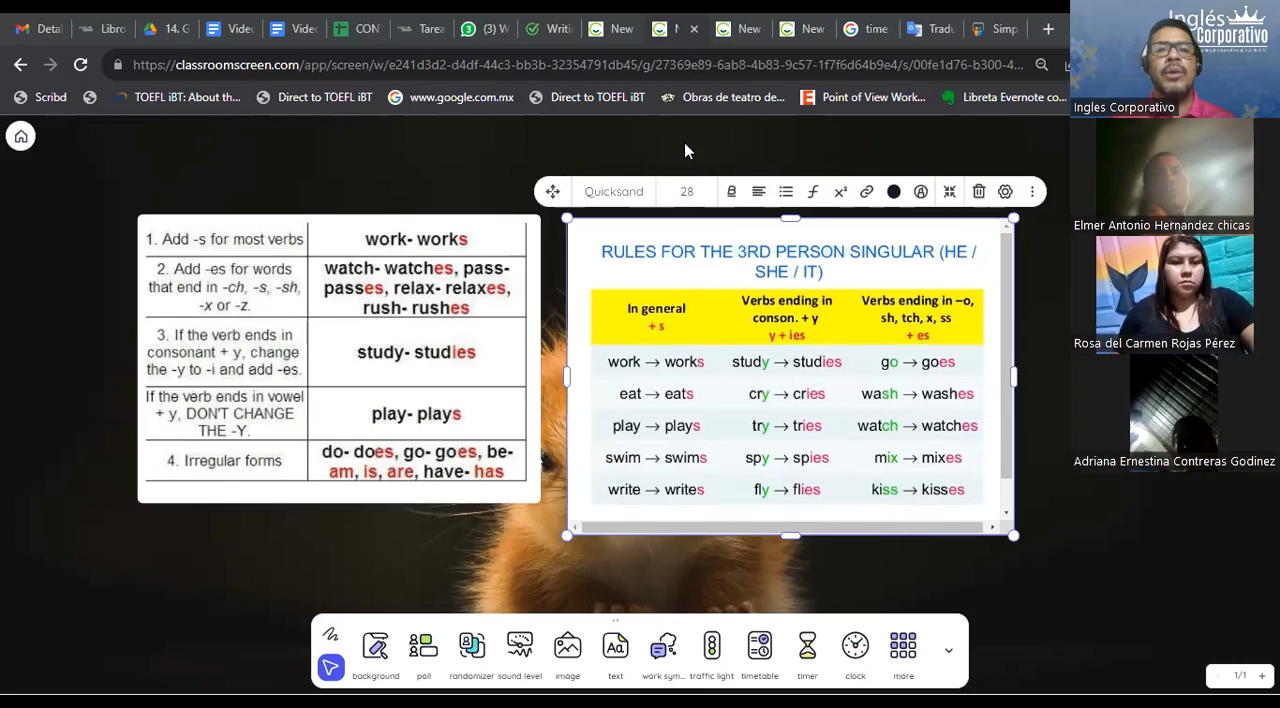 Detal
Libro
14. G
Video
Video
CON
Tarea
(3) W
Writi
New
N
New
New
time
Tradu
Simp
https://classroomscreen.com/app/screen/w/e241d3d2-d4df-44c3-b
b-32354791db45/g/27369e89-6ab8-4b83-9c57-1f7f6d64b9e4/s/00fe1d76-b300-4...
Scribd
TOEFL iBT: About th...
Direct to TOEFL iBT
www.google.com.mx
Direct to TOEFL iBT
Obras de teatro de...
Point of View Work...
Libreta Evernote co...
Inglés
Corporativo
Ingles Corporativo
Elmer Antonio Hernandez chicas
Rosa del Carmen Rojas Pérez
Adriana Ernestina Contreras Godinez
Quicksand
28
1. Add -s for most verbs
work- works
2. Add -es for words
that end in -ch, -s, -sh,
-x or -z.
watch- watches, pass-
passes, relax- relaxes,
rush- rushes
3. If the verb ends in
consonant + y, change
the -y to -i and add -es.
study- studies
If the verb ends in vowel
+ y, DON'T CHANGE
THE -Y.
play- plays
4. Irregular forms
do- does, go- goes, be-
am, is, are, have- has
RULES FOR THE 3RD PERSON SINGULAR (HE /
SHE / IT)
In general
+ s
Verbs ending in
conson. + y
y + ies
Verbs ending in –o,
sh, tch, x, ss
+ es
work → works
study → studies
go → goes
eat → eats
cry → cries
wash → washes
play → plays
try → tries
watch → watches
swim → swims
spy → spies
mix → mixes
write → writes
fly → flies
kiss → kisses
background
poll
randomizer
sound level
image
text
work sym...
traffic light
timetable
timer
clock
more
1/1